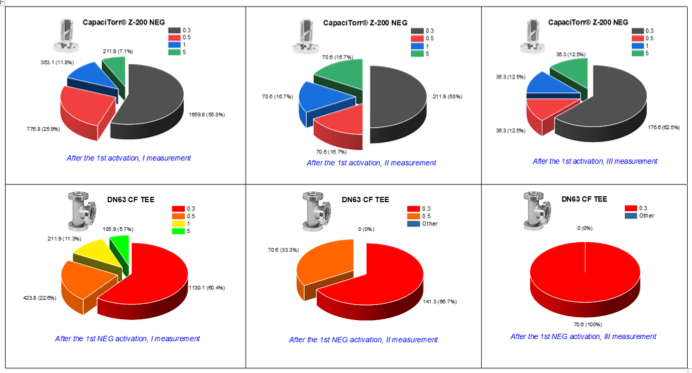 CapaciTorr® Z-200 NEG
0.3
0.5
1
5
211.9 (7.1%)
353.1 (11.8%)
1659.8 (55.3%)
776.8 (25.9%)
After the 1st activation, I measurement
CapaciTorr® Z-200 NEG
0.3
0.5
1
5
70.6 (16.7%)
70.6 (16.7%)
211.9 (50%)
70.6 (16.7%)
After the 1st activation, II measurement
CapaciTorr® Z-200 NEG
0.3
0.5
1
5
35.3 (12.5%)
35.3 (12.5%)
35.3 (12.5%)
176.6 (62.5%)
After the 1st activation, III measurement
DN63 CF TEE
0.3
0.5
1
5
105.9 (5.7%)
211.9 (11.3%)
423.8 (22.6%)
1130.1 (60.4%)
After the 1st NEG activation, I measurement
DN63 CF TEE
0.3
0.5
Other
0 (0%)
70.6 (33.3%)
141.3 (66.7%)
After the 1st NEG activation, II measurement
DN63 CF TEE
0.3
Other
0 (0%)
70.6 (100%)
After the 1st NEG activation, III measurement